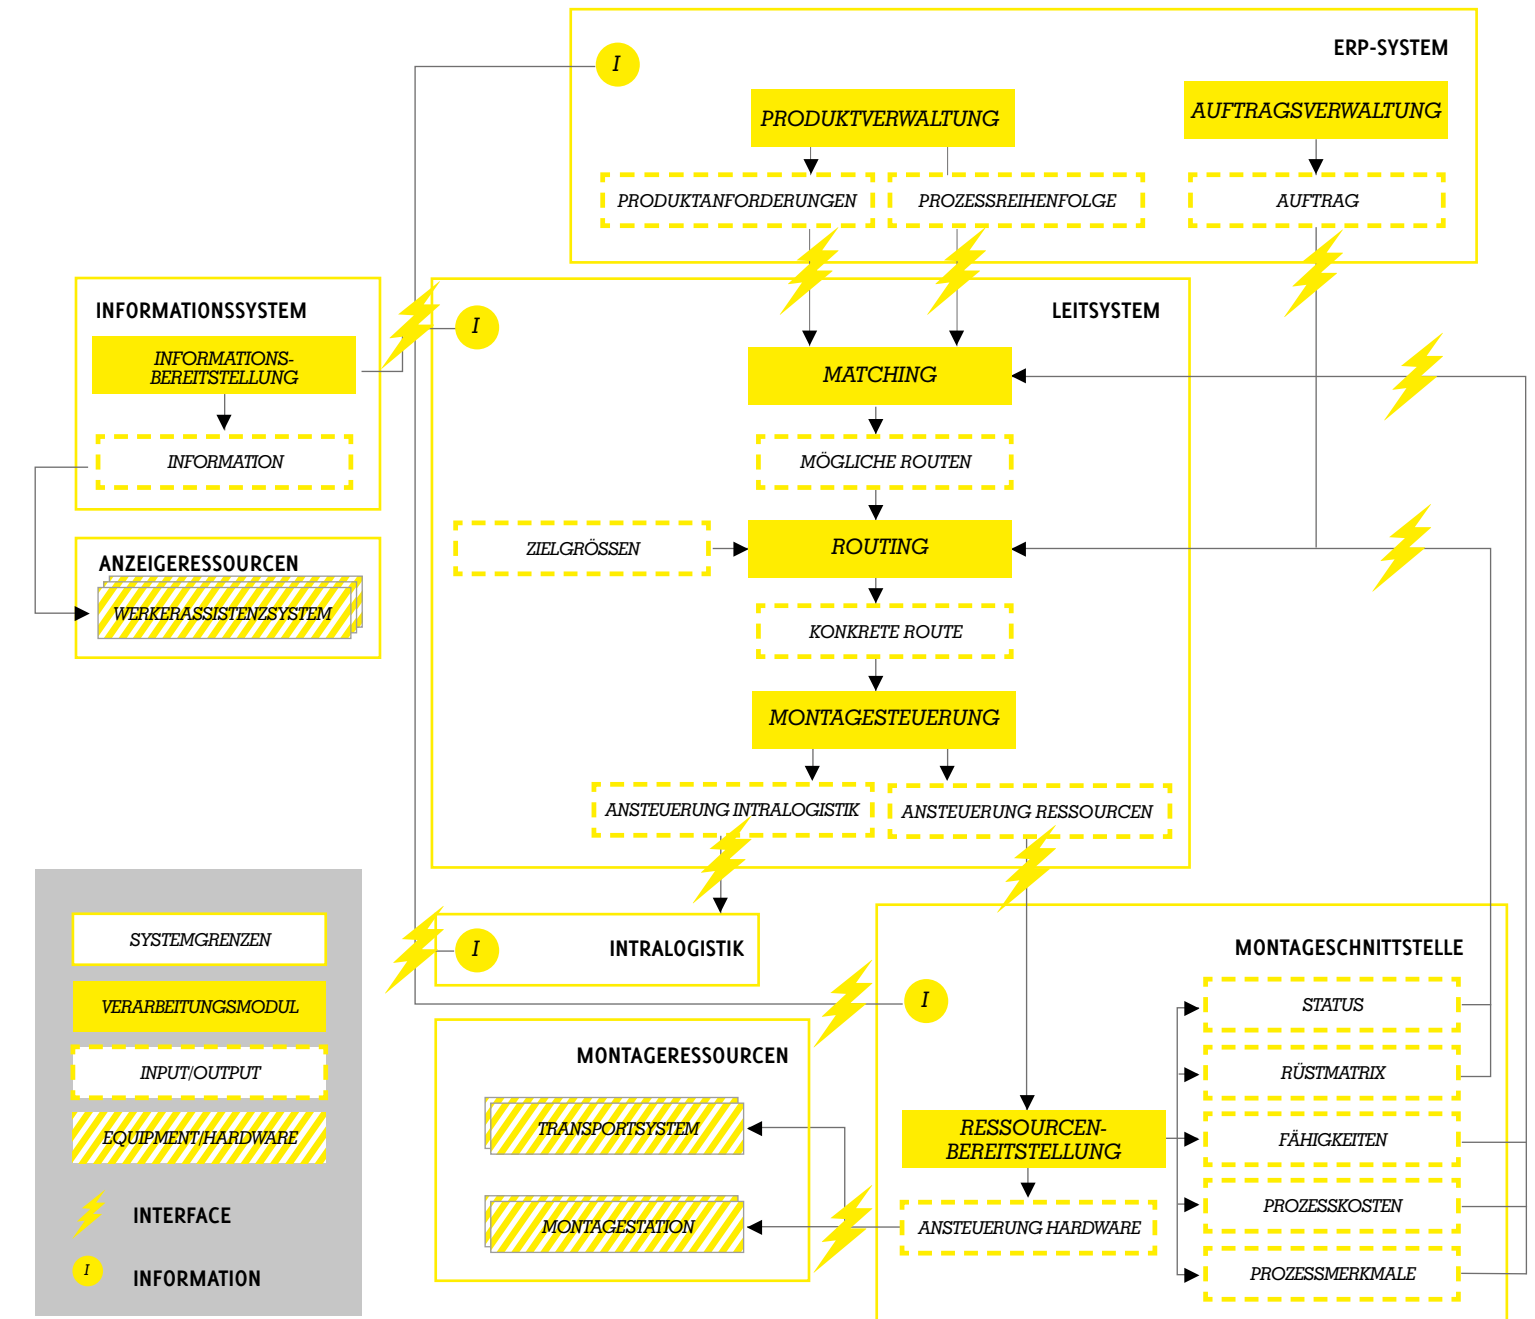 ERP-SYSTEM
I
PRODUKTVERWALTUNG
AUFTRAGSVERWALTUNG
PRODUKTANFORDERUNGEN
PROZESSREIHENFOLGE
AUFTRAG
INFORMATIONSSYSTEM
INFORMATIONS-
BEREITSTELLUNG
INFORMATION
ANZEIGERESSOURCEN
WERKERASSISTENZSYSTEM
LEITSYSTEM
I
MATCHING
MÖGLICHE ROUTEN
ZIELGRÖSSEN
ROUTING
KONKRETE ROUTE
MONTAGESTEUERUNG
ANSTEUERUNG INTRALOGISTIK
ANSTEUERUNG RESSOURCEN
I
INTRALOGISTIK
MONTAGERESSOURCEN
TRANSPORTSYSTEM
MONTAGESTATION
MONTAGESCHNITTSTELLE
I
RESSOURCEN-
BEREITSTELLUNG
ANSTEUERUNG HARDWARE
STATUS
RÜSTMATRIX
FÄHIGKEITEN
PROZESSKOSTEN
PROZESSMERKMALE
SYSTEMGRENZEN
VERARBEITUNGSMODUL
INPUT/OUTPUT
EQUIPMENT/HARDWARE
INTERFACE
I
INFORMATION